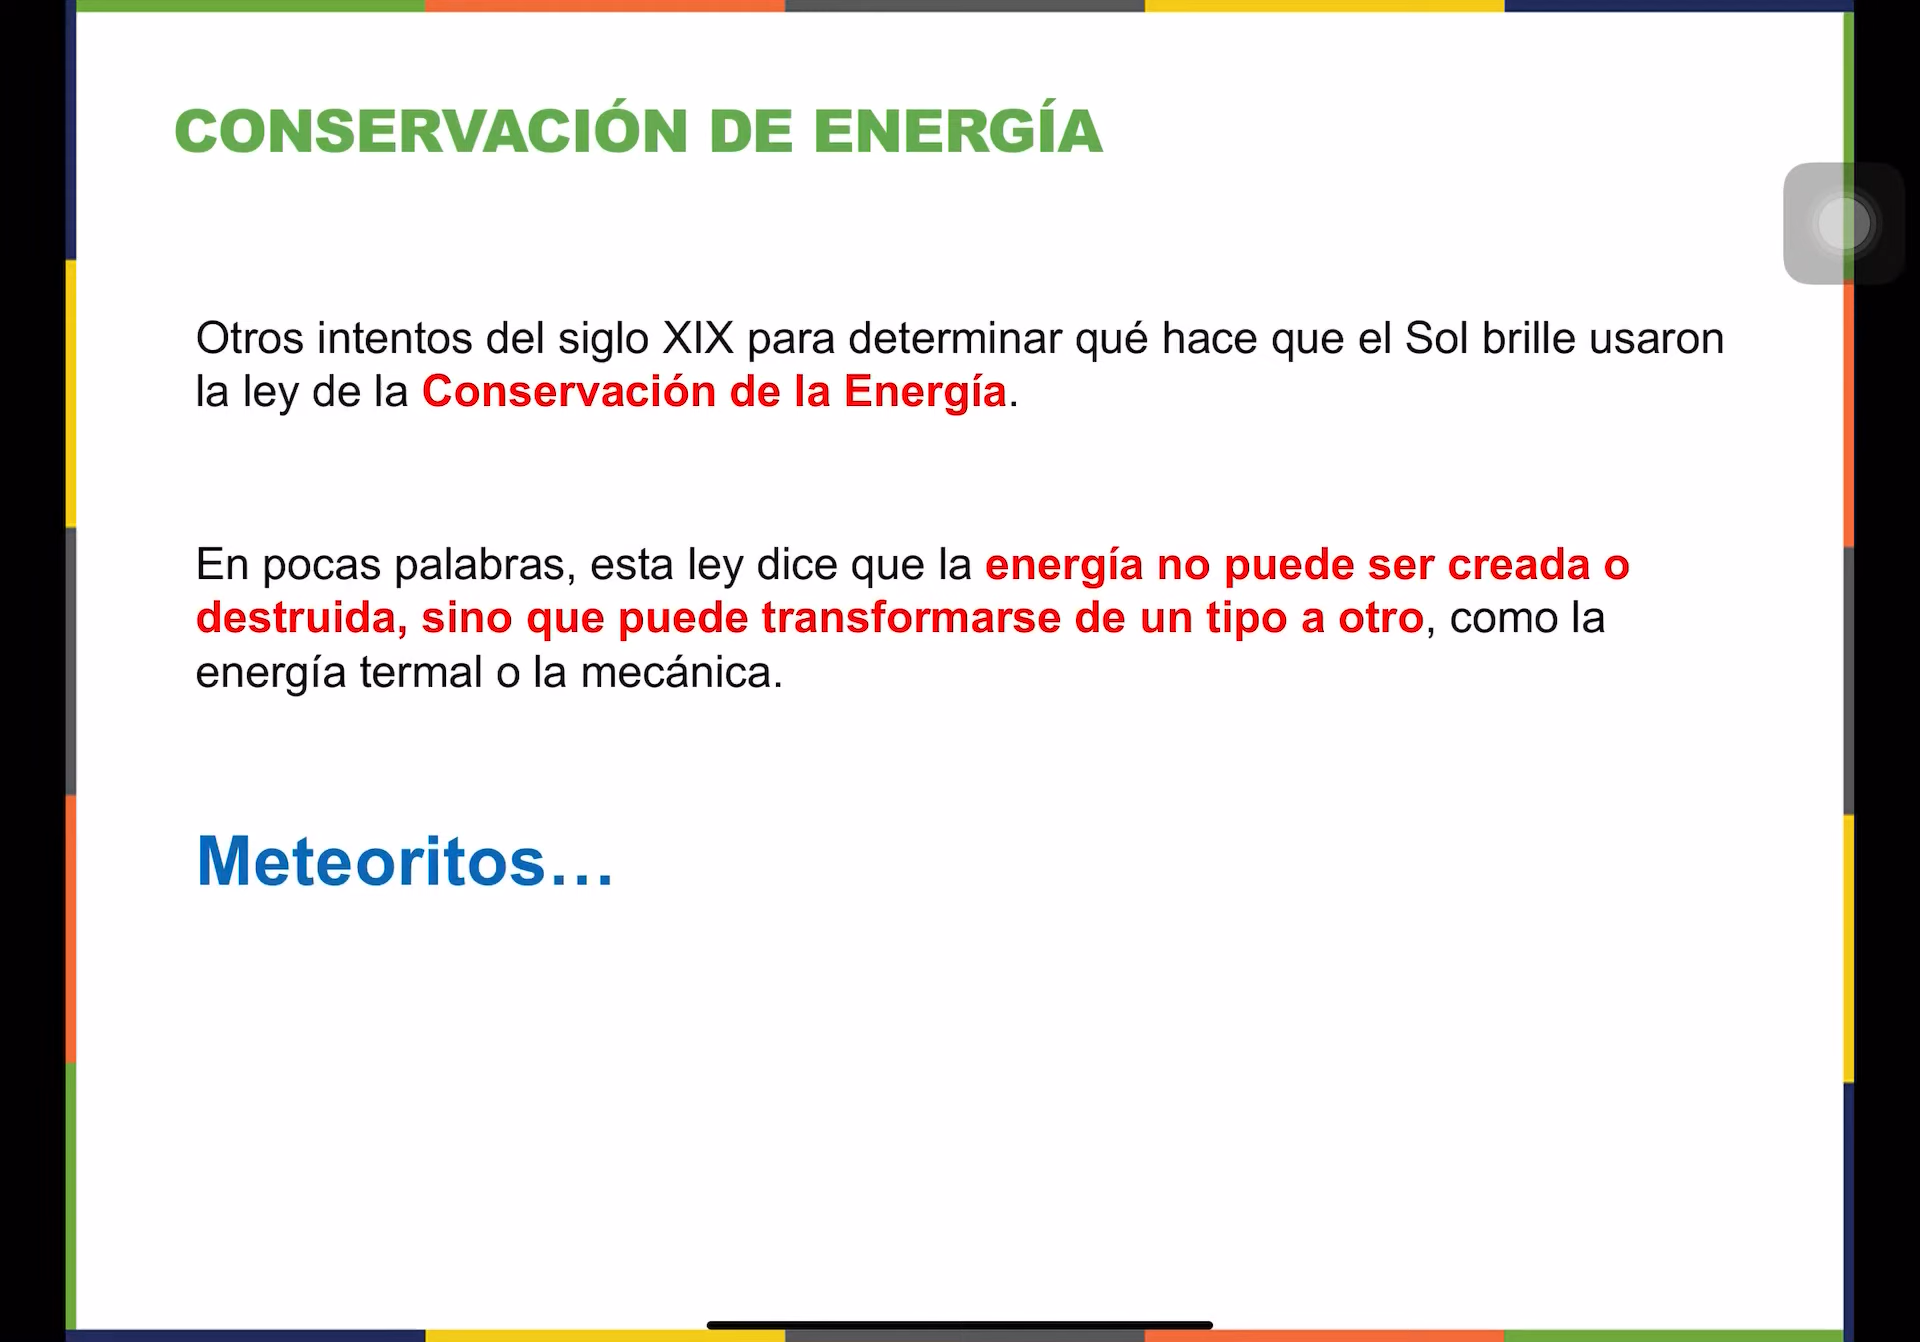 CONSERVACIÓN DE ENERGÍA
Otros intentos del siglo XIX para determinar qué hace que el Sol brille usaron
la ley de la Conservación de la Energía.
En pocas palabras, esta ley dice que la energía no puede ser creada o
destruida, sino que puede transformarse de un tipo a otro, como la
energía termal o la mecánica.
Meteoritos…